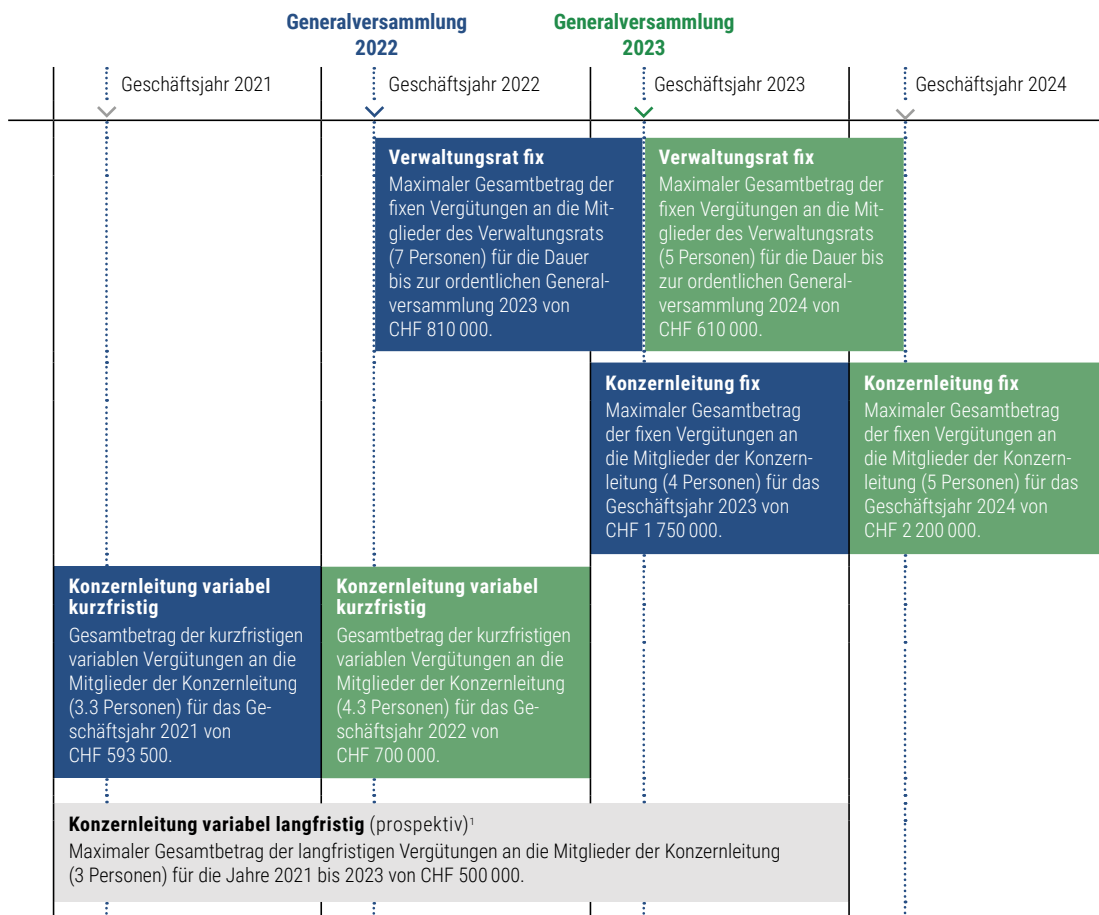 Generalversammlung
2022
Generalversammlung
2023
Geschäftsjahr 2021
Geschäftsjahr 2022
Geschäftsjahr 2023
Geschäftsjahr 2024
Verwaltungsrat fix
Maximaler Gesamtbetrag der
fixen Vergütungen an die Mit-
glieder des Verwaltungsrats
(7 Personen) für die Dauer
bis zur ordentlichen General-
versammlung 2023 von
CHF 810 000.
Verwaltungsrat fix
Maximaler Gesamtbetrag der
fixen Vergütungen an die Mit-
glieder des Verwaltungsrats
(5 Personen) für die Dauer bis
zur ordentlichen General-
versammlung 2024 von
CHF 610 000.
Konzernleitung fix
Maximaler Gesamtbetrag
der fixen Vergütungen an
die Mitglieder der Konzern-
leitung (4 Personen) für das
Geschäftsjahr 2023 von
CHF 1 750 000.
Konzernleitung fix
Maximaler Gesamtbetrag
der fixen Vergütungen an
die Mitglieder der Konzern-
leitung (5 Personen) für das
Geschäftsjahr 2024 von
CHF 2 200 000.
Konzernleitung variabel
kurzfristig
Gesamtbetrag der kurzfristigen
variablen Vergütungen an die
Mitglieder der Konzernleitung
(3.3 Personen) für das Ge-
schäftsjahr 2021 von
CHF 593 500.
Konzernleitung variabel
kurzfristig
Gesamtbetrag der kurzfristigen
variablen Vergütungen an die
Mitglieder der Konzernleitung
(4.3 Personen) für das Ge-
schäftsjahr 2022 von
CHF 700 000.
Konzernleitung variabel langfristig (prospektiv)¹
Maximaler Gesamtbetrag der langfristigen Vergütungen an die Mitglieder der Konzernleitung
(3 Personen) für die Jahre 2021 bis 2023 von CHF 500 000.